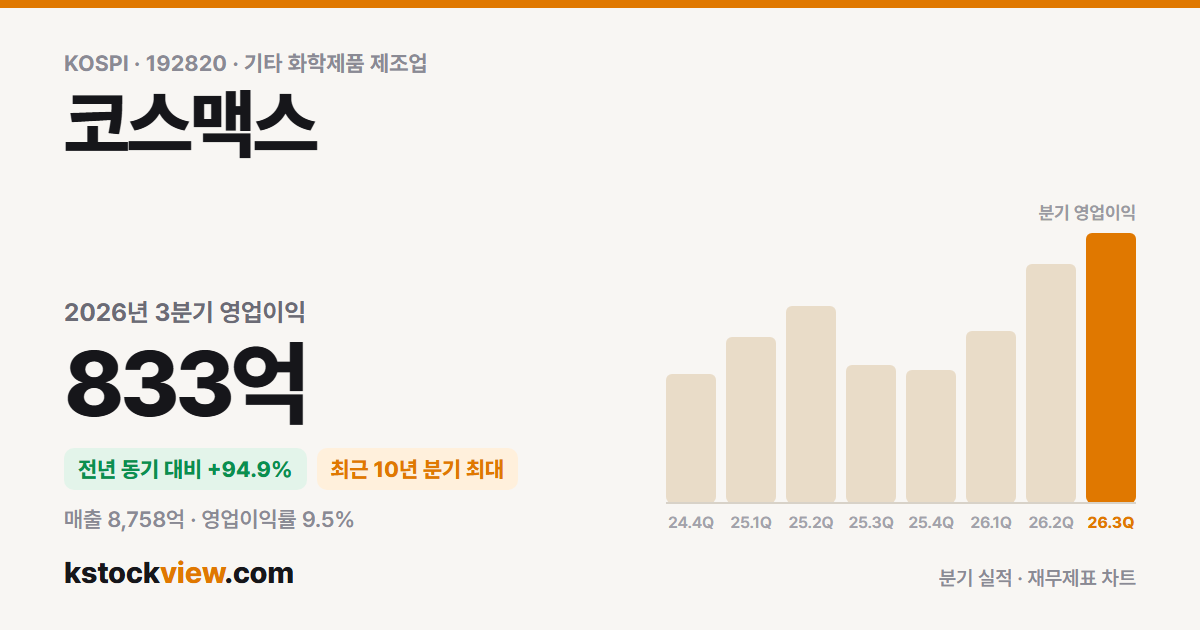 KOSPI · 192820 · 기타 화학제품 제조업
코스맥스
분기 영업이익
2026년 3분기 영업이익
833억
전년 동기 대비 +94.9%
최근 10년 분기 최대
매출 8,758억 · 영업이익률 9.5%
24.4Q 25.1Q 25.2Q 25.3Q 25.4Q 26.1Q 26.2Q 26.3Q
kstockview.com
분기 실적 · 재무제표 차트